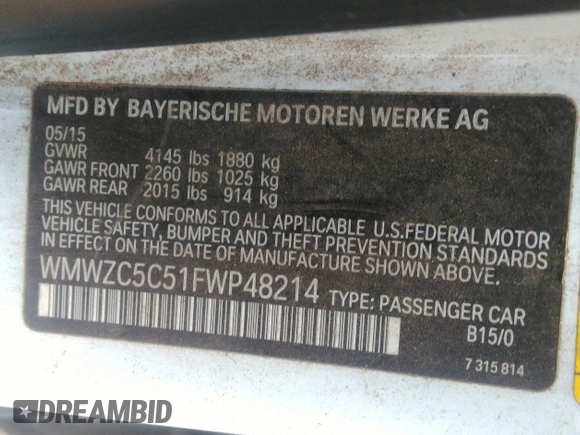 MFD BY BAYERISCHE MOTOREN WERKE AG
05/15
GVWR 4145 lbs 1880 kg
GAWR FRONT 2260 lbs 1025 kg
GAWR REAR 2015 lbs 914 kg
THIS VEHICLE CONFORMS TO ALL APPLICABLE U.S.FEDERAL MOTOR
VEHICLE SAFETY, BUMPER AND THEFT PREVENTION STANDARDS
IN EFFECT ON THE DATE OF MANUFACTURE SHOWN ABOVE.
WMWZC5C51FWP48214 TYPE: PASSENGER CAR
B15/0
7 315 814
DREAMBID